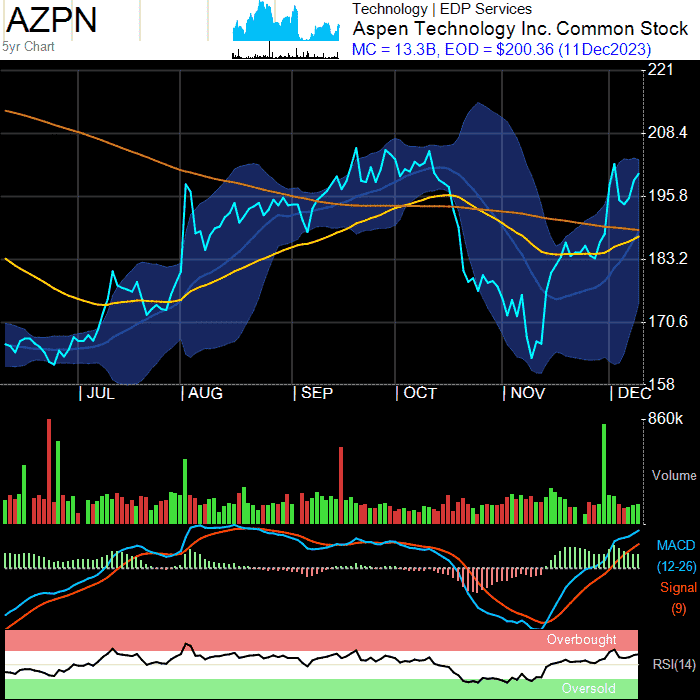 AZPN
5yr Chart
Technology | EDP Services
Aspen Technology Inc. Common Stock
MC = 13.3B, EOD = $200.36 (11Dec2023)
221
208.4
195.8
183.2
170.6
158
| JUL | AUG | SEP | OCT | NOV | DEC
860k
Volume
MACD
(12-26)
Signal
(9)
Overbought
RSI(14)
Oversold